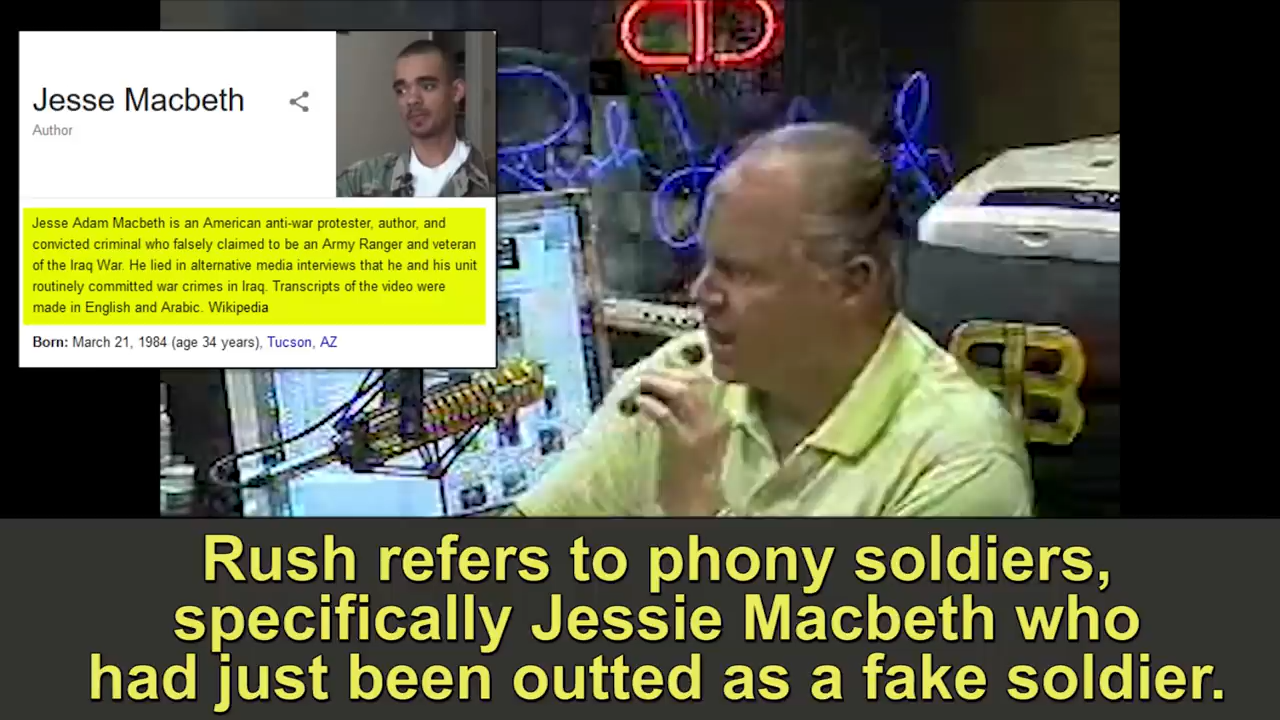 Jesse Macbeth
Author
Jesse Adam Macbeth is an American anti-war protester, author, and
convicted criminal who falsely claimed to be an Army Ranger and veteran
of the Iraq War. He lied in alternative media interviews that he and his unit
routinely committed war crimes in Iraq. Transcripts of the video were
made in English and Arabic. Wikipedia
Born: March 21, 1984 (age 34 years), Tucson, AZ
Rush refers to phony soldiers,
specifically Jessie Macbeth who
had just been outted as a fake soldier.